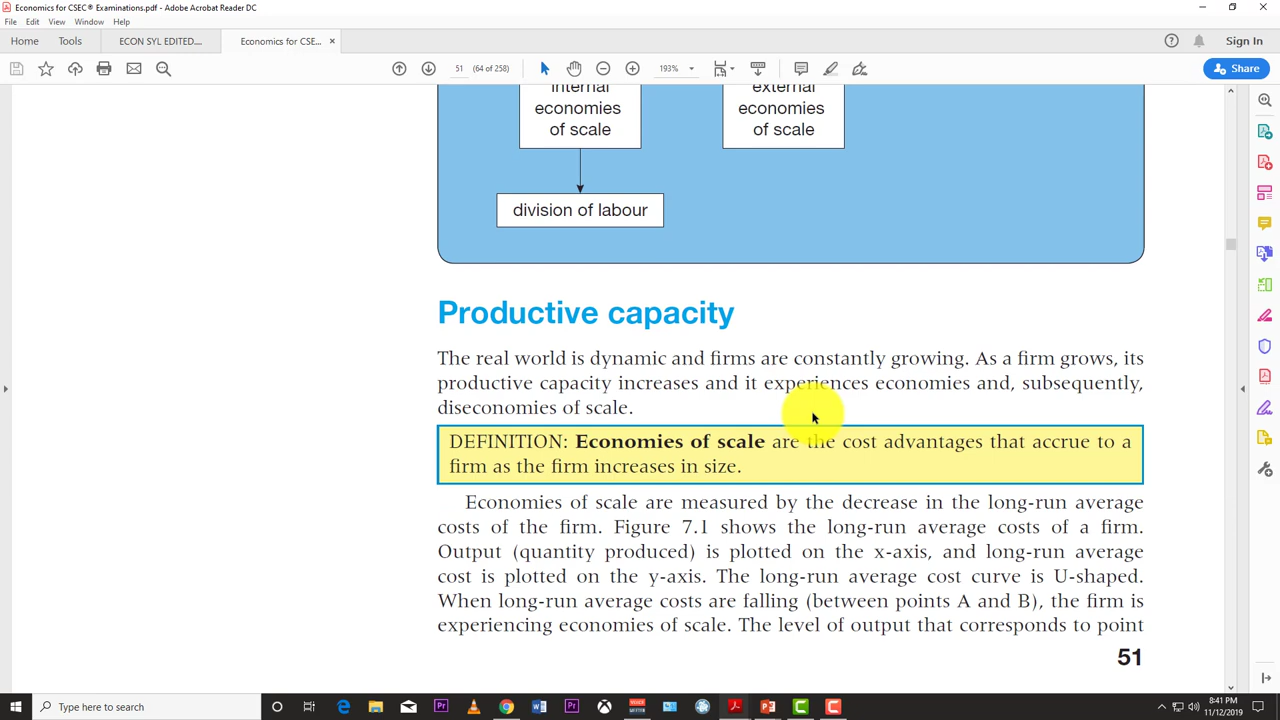 Economics for CSEC® Examinations.pdf - Adobe Acrobat Reader DC
File Edit View Window Help
Home Tools ECON SYL EDITED.... Economics for CSE... ×
Sign In
51 (64 of 258) 193%
Share
internal
economies
of scale
external
economies
of scale
division of labour
Productive capacity
The real world is dynamic and firms are constantly growing. As a firm grows, its
productive capacity increases and it experiences economies and, subsequently,
diseconomies of scale.
DEFINITION: Economies of scale are the cost advantages that accrue to a
firm as the firm increases in size.
Economies of scale are measured by the decrease in the long-run average
costs of the firm. Figure 7.1 shows the long-run average costs of a firm.
Output (quantity produced) is plotted on the x-axis, and long-run average
cost is plotted on the y-axis. The long-run average cost curve is U-shaped.
When long-run average costs are falling (between points A and B), the firm is
experiencing economies of scale. The level of output that corresponds to point
51
Type here to search
8:41 PM
11/12/2019